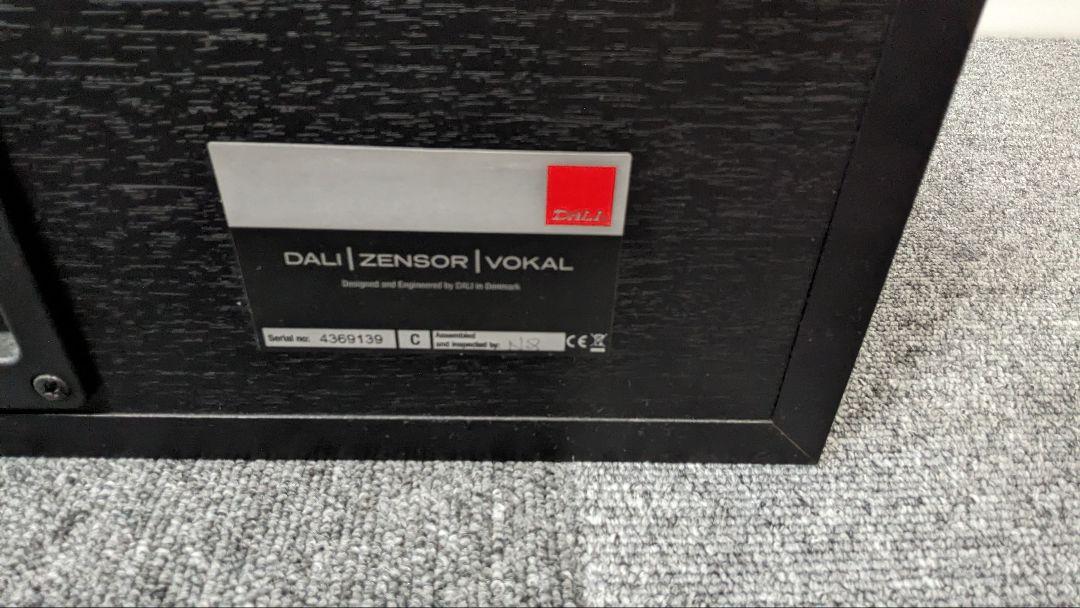 DALI
DALI | ZENSOR | VOKAL
Designed and Engineered by DALI in Denmark
Serial no: 4369139 C Assembled
and inspected by: CE